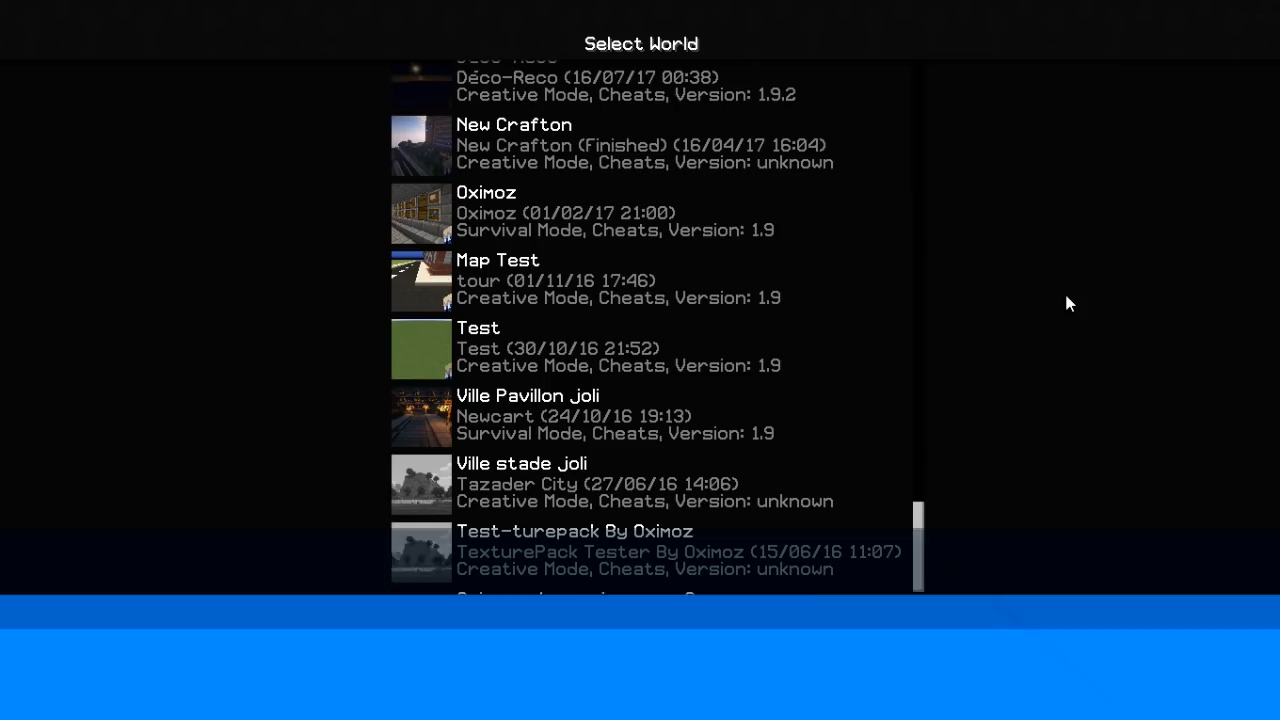 Select World
Déco-Reco (16/07/17 00:38)
Creative Mode, Cheats, Version: 1.9.2
New Crafton
New Crafton (Finished) (16/04/17 16:04)
Creative Mode, Cheats, Version: unknown
Oximoz
Oximoz (01/02/17 21:00)
Survival Mode, Cheats, Version: 1.9
Map Test
tour (01/11/16 17:46)
Creative Mode, Cheats, Version: 1.9
Test
Test (30/10/16 21:52)
Creative Mode, Cheats, Version: 1.9
Ville Pavillon joli
Newcart (24/10/16 19:13)
Survival Mode, Cheats, Version: 1.9
Ville stade joli
Tazader City (27/06/16 14:06)
Creative Mode, Cheats, Version: unknown
Test-turepack By Oximoz
TexturePack Tester By Oximoz (15/06/16 11:07)
Creative Mode, Cheats, Version: unknown